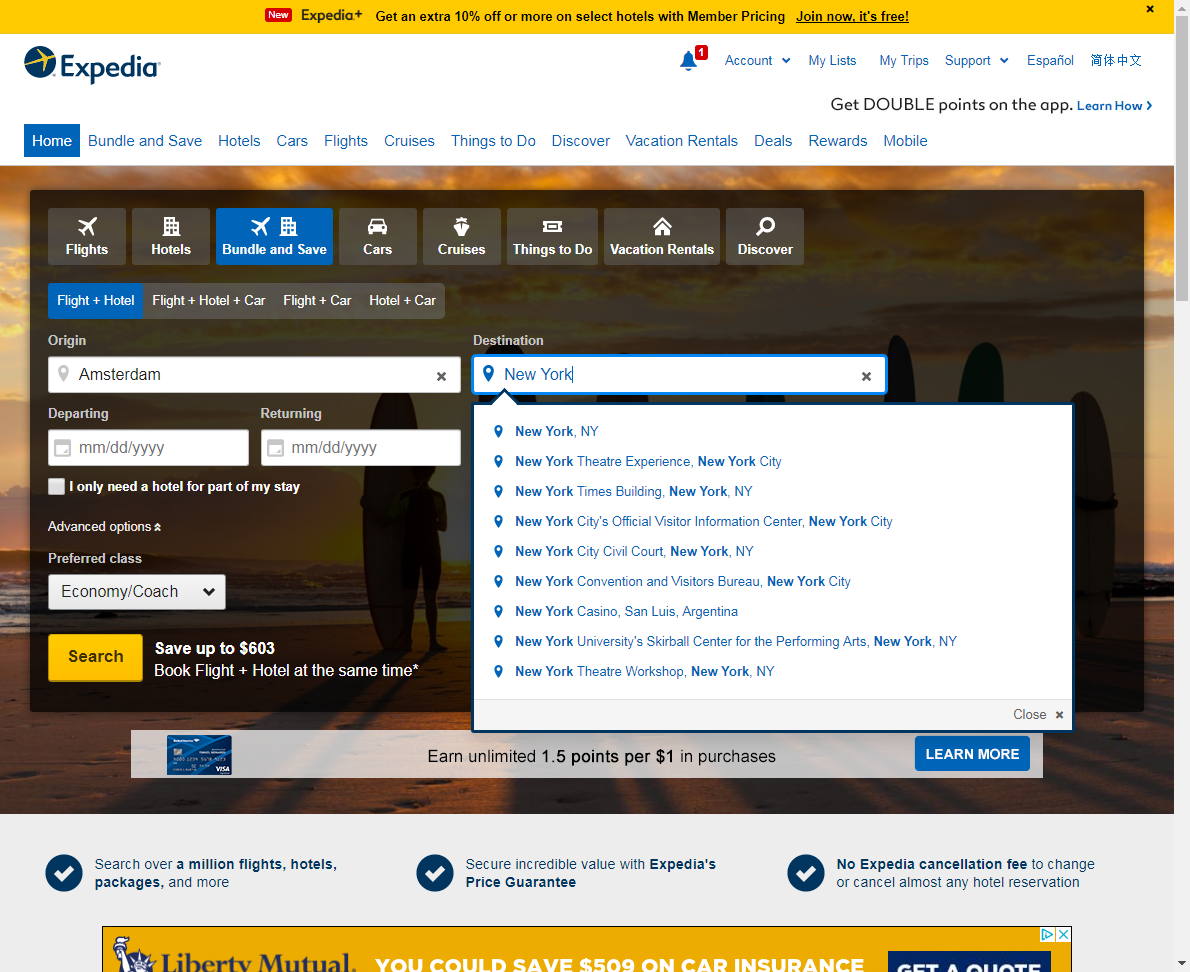 New Expedia+ Get an extra 10% off or more on select hotels with Member Pricing Join now, it's free!
Expedia
1 Account My Lists My Trips Support Español 简体中文
Get DOUBLE points on the app. Learn How
Home Bundle and Save Hotels Cars Flights Cruises Things to Do Discover Vacation Rentals Deals Rewards Mobile
Flights Hotels Bundle and Save Cars Cruises Things to Do Vacation Rentals Discover
Flight + Hotel Flight + Hotel + Car Flight + Car Hotel + Car
Origin Destination
Amsterdam New York
Departing Returning
mm/dd/yyyy mm/dd/yyyy
I only need a hotel for part of my stay
Advanced options
Preferred class
Economy/Coach
Search
Save up to $603
Book Flight + Hotel at the same time*
New York, NY
New York Theatre Experience, New York City
New York Times Building, New York, NY
New York City's Official Visitor Information Center, New York City
New York City Civil Court, New York, NY
New York Convention and Visitors Bureau, New York City
New York Casino, San Luis, Argentina
New York University's Skirball Center for the Performing Arts, New York, NY
New York Theatre Workshop, New York, NY
Close
VISA
Earn unlimited 1.5 points per $1 in purchases LEARN MORE
Search over a million flights, hotels,
packages, and more
Secure incredible value with Expedia's
Price Guarantee
No Expedia cancellation fee to change
or cancel almost any hotel reservation
Liberty Mutual. YOU COULD SAVE $509 ON CAR INSURANCE GET A QUOTE